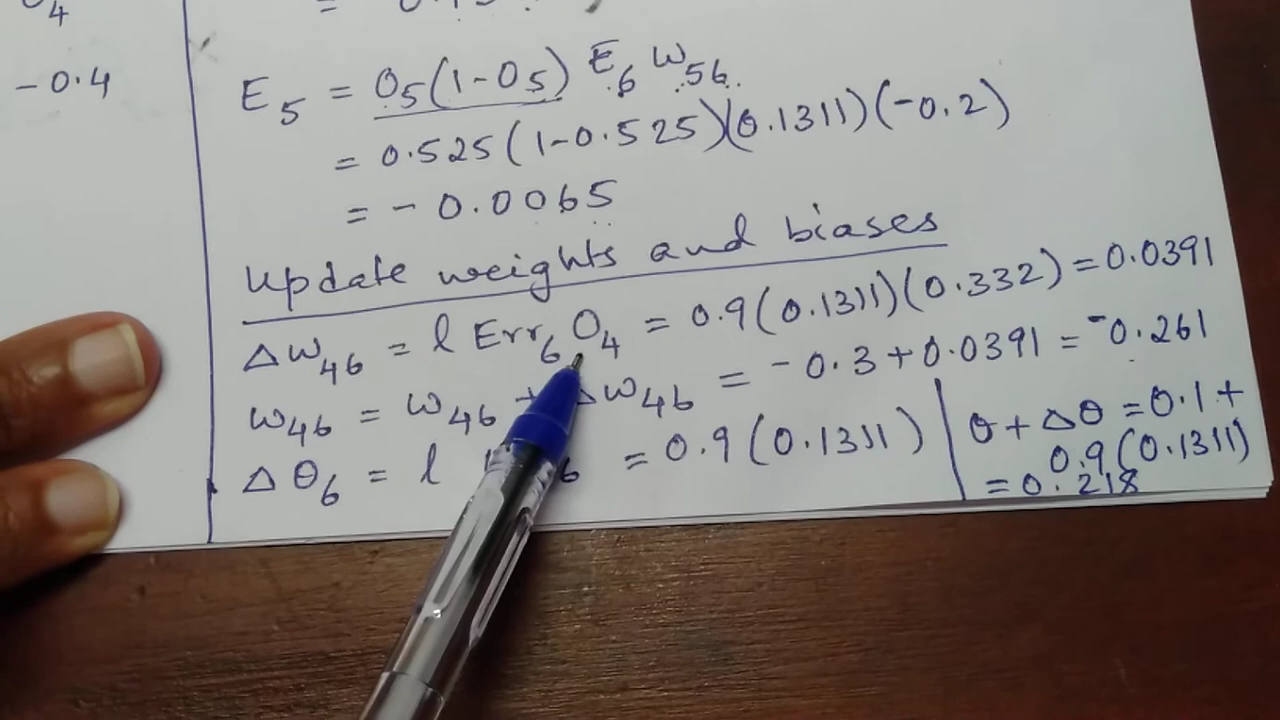 4
-0.4
E5 = O5(1-O5) E6 W56
= 0.525(1-0.525)(0.1311)(-0.2)
= -0.0065
Update weights and biases
ΔW46 = l Err6 O4 = 0.9(0.1311)(0.332) = 0.0391
W46 = W46 + ΔW46 = -0.3+0.0391 = -0.261
Δθ6 = l 6 = 0.9(0.1311)
θ+Δθ = 0.1+
0.9(0.1311)
= 0.218